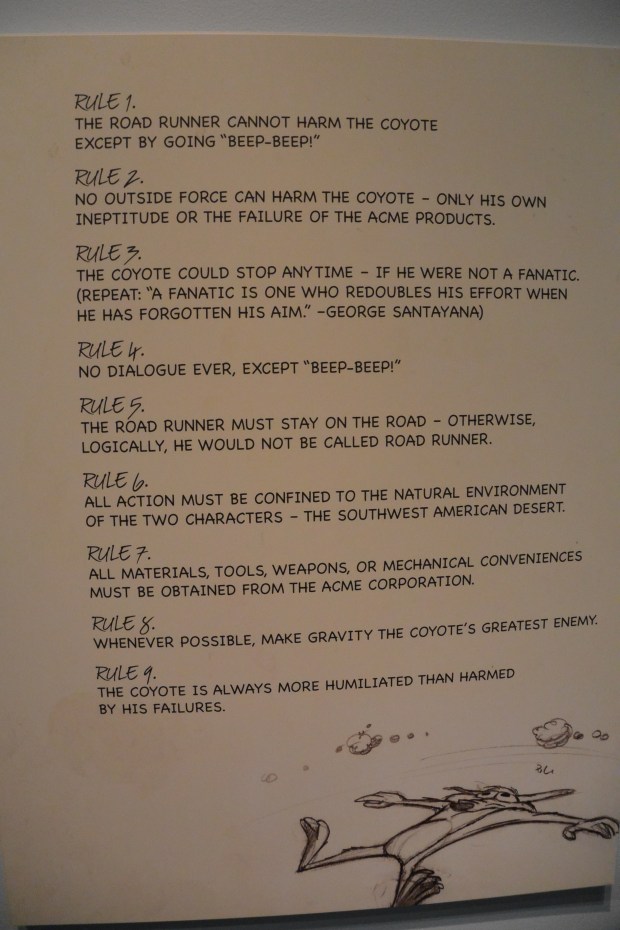 RULE 1.
THE ROAD RUNNER CANNOT HARM THE COYOTE
EXCEPT BY GOING “BEEP-BEEP!”
RULE 2.
NO OUTSIDE FORCE CAN HARM THE COYOTE – ONLY HIS OWN
INEPTITUDE OR THE FAILURE OF THE ACME PRODUCTS.
RULE 3.
THE COYOTE COULD STOP ANYTIME – IF HE WERE NOT A FANATIC.
(REPEAT: “A FANATIC IS ONE WHO REDOUBLES HIS EFFORT WHEN
HE HAS FORGOTTEN HIS AIM.” –GEORGE SANTAYANA)
RULE 4.
NO DIALOGUE EVER, EXCEPT “BEEP-BEEP!”
RULE 5.
THE ROAD RUNNER MUST STAY ON THE ROAD – OTHERWISE,
LOGICALLY, HE WOULD NOT BE CALLED ROAD RUNNER.
RULE 6.
ALL ACTION MUST BE CONFINED TO THE NATURAL ENVIRONMENT
OF THE TWO CHARACTERS – THE SOUTHWEST AMERICAN DESERT.
RULE 7.
ALL MATERIALS, TOOLS, WEAPONS, OR MECHANICAL CONVENIENCES
MUST BE OBTAINED FROM THE ACME CORPORATION.
RULE 8.
WHENEVER POSSIBLE, MAKE GRAVITY THE COYOTE’S GREATEST ENEMY.
RULE 9.
THE COYOTE IS ALWAYS MORE HUMILIATED THAN HARMED
BY HIS FAILURES.